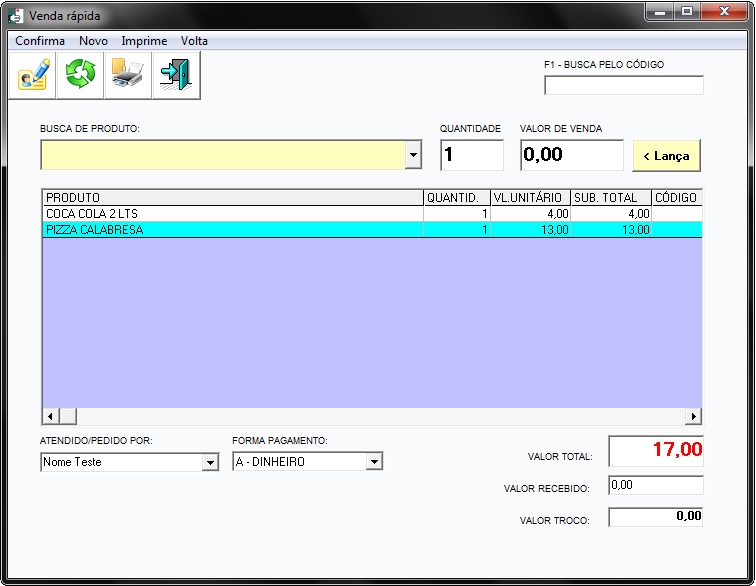 Venda rápida
Confirma Novo Imprime Volta
F1 - BUSCA PELO CÓDIGO
BUSCA DE PRODUTO: QUANTIDADE VALOR DE VENDA
1 0,00 < Lança
PRODUTO QUANTID. VL.UNITÁRIO SUB. TOTAL CÓDIGO
COCA COLA 2 LTS 1 4,00 4,00
PIZZA CALABRESA 1 13,00 13,00
ATENDIDO/PEDIDO POR: FORMA PAGAMENTO:
Nome Teste A - DINHEIRO
VALOR TOTAL: 17,00
VALOR RECEBIDO: 0,00
VALOR TROCO: 0,00